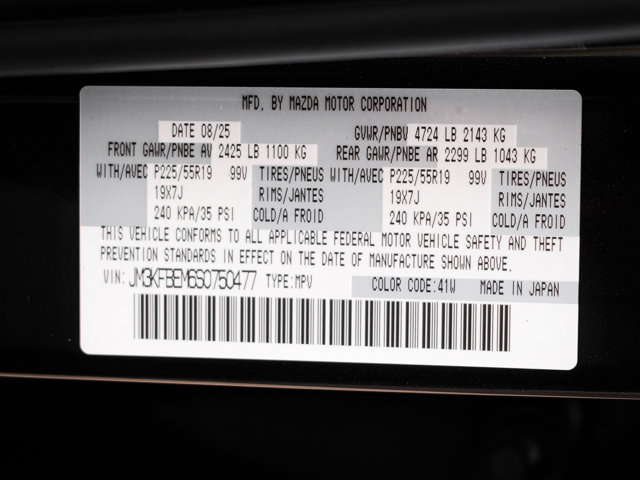 MFD. BY MAZDA MOTOR CORPORATION
DATE 08/25 GVWR/PNBV 4724 LB 2143 KG
FRONT GAWR/PNBE AV 2425 LB 1100 KG REAR GAWR/PNBE AR 2299 LB 1043 KG
WITH/AVEC P225/55R19 99V TIRES/PNEUS WITH/AVEC P225/55R19 99V TIRES/PNEUS
19X7J RIMS/JANTES 19X7J RIMS/JANTES
240 KPA/35 PSI COLD/A FROID 240 KPA/35 PSI COLD/A FROID
THIS VEHICLE CONFORMS TO ALL APPLICABLE FEDERAL MOTOR VEHICLE SAFETY AND THEFT
PREVENTION STANDARDS IN EFFECT ON THE DATE OF MANUFACTURE SHOWN ABOVE.
VIN: JM3KFBEM6S0750477 TYPE:MPV COLOR CODE:41W MADE IN JAPAN